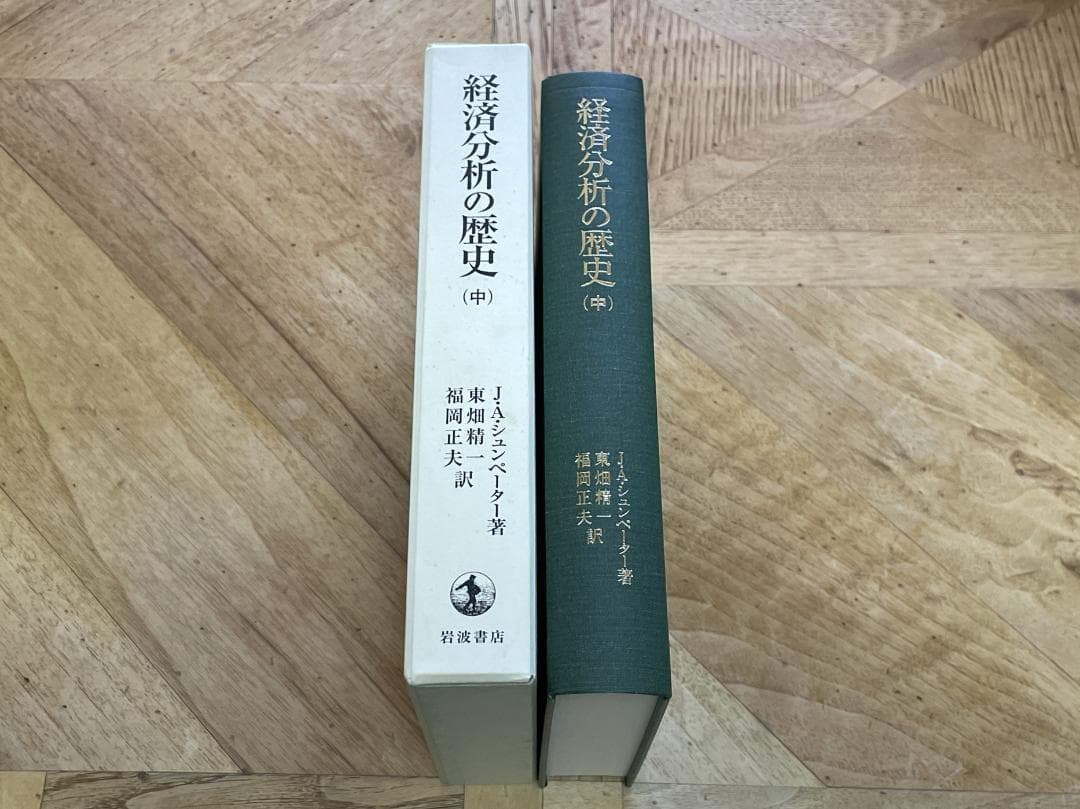 経済分析の歴史
（中）
J・A・シュンペーター著
東畑精一
福岡正夫 訳
岩波書店
経済分析の歴史
（中）
J・A・シュンペーター著
東畑精一
福岡正夫 訳